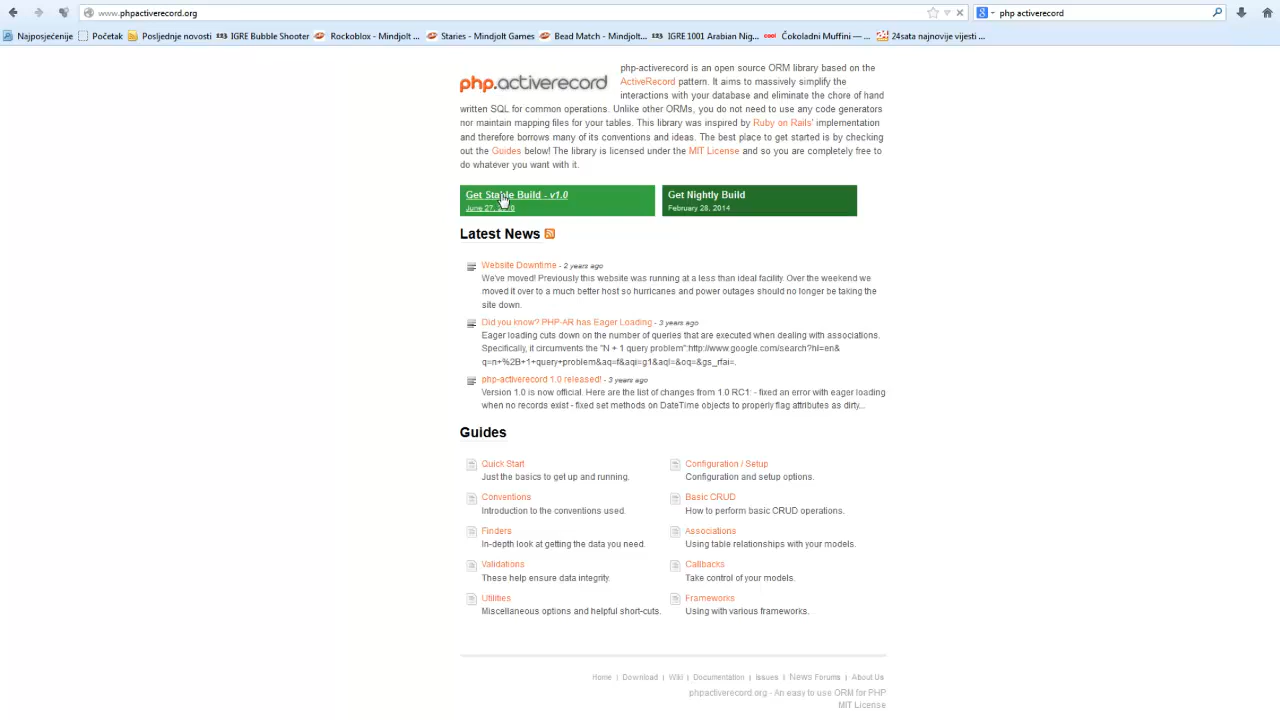 www.phpactiverecord.org
php activerecord
Najposjećenije
Početak
Posljednje novosti
IGRE Bubble Shooter
Rockoblox - Mindjolt ...
Staries - Mindjolt Games
Bead Match - Mindjolt...
IGRE 1001 Arabian Nig...
Čokoladni Muffini — ...
24sata najnovije vijesti ...
php.activerecord
php-activerecord is an open source ORM library based on the
ActiveRecord pattern. It aims to massively simplify the
interactions with your database and eliminate the chore of hand
written SQL for common operations. Unlike other ORMs, you do not need to use any code generators
nor maintain mapping files for your tables. This library was inspired by Ruby on Rails' implementation
and therefore borrows many of its conventions and ideas. The best place to get started is by checking
out the Guides below! The library is licensed under the MIT License and so you are completely free to
do whatever you want with it.
Get Stable Build - v1.0
June 27,
Get Nightly Build
February 28, 2014
Latest News
Website Downtime - 2 years ago
We've moved! Previously this website was running at a less than ideal facility. Over the weekend we
moved it over to a much better host so hurricanes and power outages should no longer be taking the
site down.
Did you know? PHP-AR has Eager Loading - 3 years ago
Eager loading cuts down on the number of queries that are executed when dealing with associations.
Specifically, it circumvents the "N + 1 query problem":http://www.google.com/search?hl=en&
q=n+%2B+1+query+problem&aq=f&aqi=g1&aql=&oq=&gs_rfai=.
php-activerecord 1.0 released! - 3 years ago
Version 1.0 is now official. Here are the list of changes from 1.0 RC1: - fixed an error with eager loading
when no records exist - fixed set methods on DateTime objects to properly flag attributes as dirty...
Guides
Quick Start
Just the basics to get up and running.
Configuration / Setup
Configuration and setup options.
Conventions
Introduction to the conventions used.
Basic CRUD
How to perform basic CRUD operations.
Finders
In-depth look at getting the data you need.
Associations
Using table relationships with your models.
Validations
These help ensure data integrity.
Callbacks
Take control of your models.
Utilities
Miscellaneous options and helpful short-cuts.
Frameworks
Using with various frameworks.
Home | Download | Wiki | Documentation | Issues | News Forums | About Us
phpactiverecord.org - An easy to use ORM for PHP
MIT License